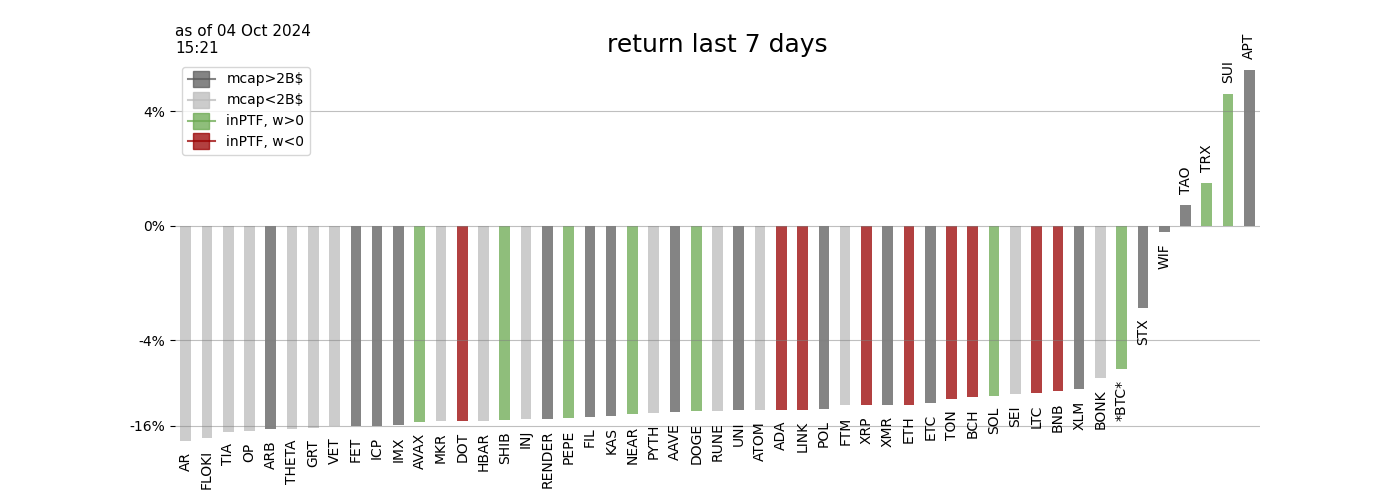 as of 04 Oct 2024
15:21
return last 7 days
mcap>2B$
mcap<2B$
inPTF, w>0
inPTF, w<0
4%
0%
-4%
-16%
AR
FLOKI
TIA
OP
ARB
THETA
GRT
VET
FET
ICP
IMX
AVAX
MKR
DOT
HBAR
SHIB
INJ
RENDER
PEPE
FIL
KAS
NEAR
PYTH
AAVE
DOGE
RUNE
UNI
ATOM
ADA
LINK
POL
FTM
XRP
XMR
ETH
ETC
TON
BCH
SOL
SEI
LTC
BNB
XLM
BONK
*BTC*
STX
WIF
TAO
TRX
SUI
APT